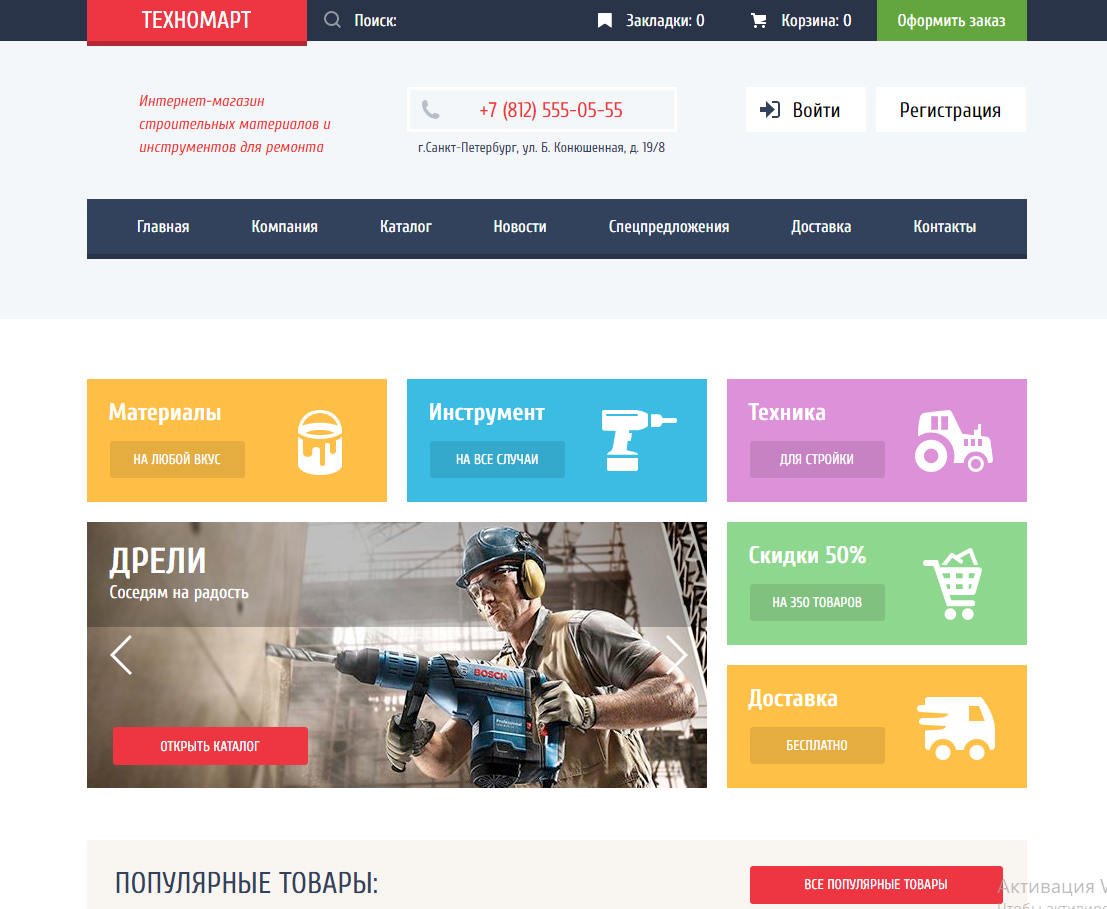 ТЕХНОМАРТ
Поиск:
Закладки: 0
Корзина: 0
Оформить заказ
Интернет-магазин
строительных материалов и
инструментов для ремонта
+7 (812) 555-05-55
г.Санкт-Петербург, ул. Б. Конюшенная, д. 19/8
Войти
Регистрация
Главная
Компания
Каталог
Новости
Спецпредложения
Доставка
Контакты
Материалы
НА ЛЮБОЙ ВКУС
Инструмент
НА ВСЕ СЛУЧАИ
Техника
ДЛЯ СТРОЙКИ
ДРЕЛИ
Соседям на радость
BOSCH
Professional
ОТКРЫТЬ КАТАЛОГ
Скидки 50%
НА 350 ТОВАРОВ
Доставка
БЕСПЛАТНО
ПОПУЛЯРНЫЕ ТОВАРЫ:
ВСЕ ПОПУЛЯРНЫЕ ТОВАРЫ
Активация